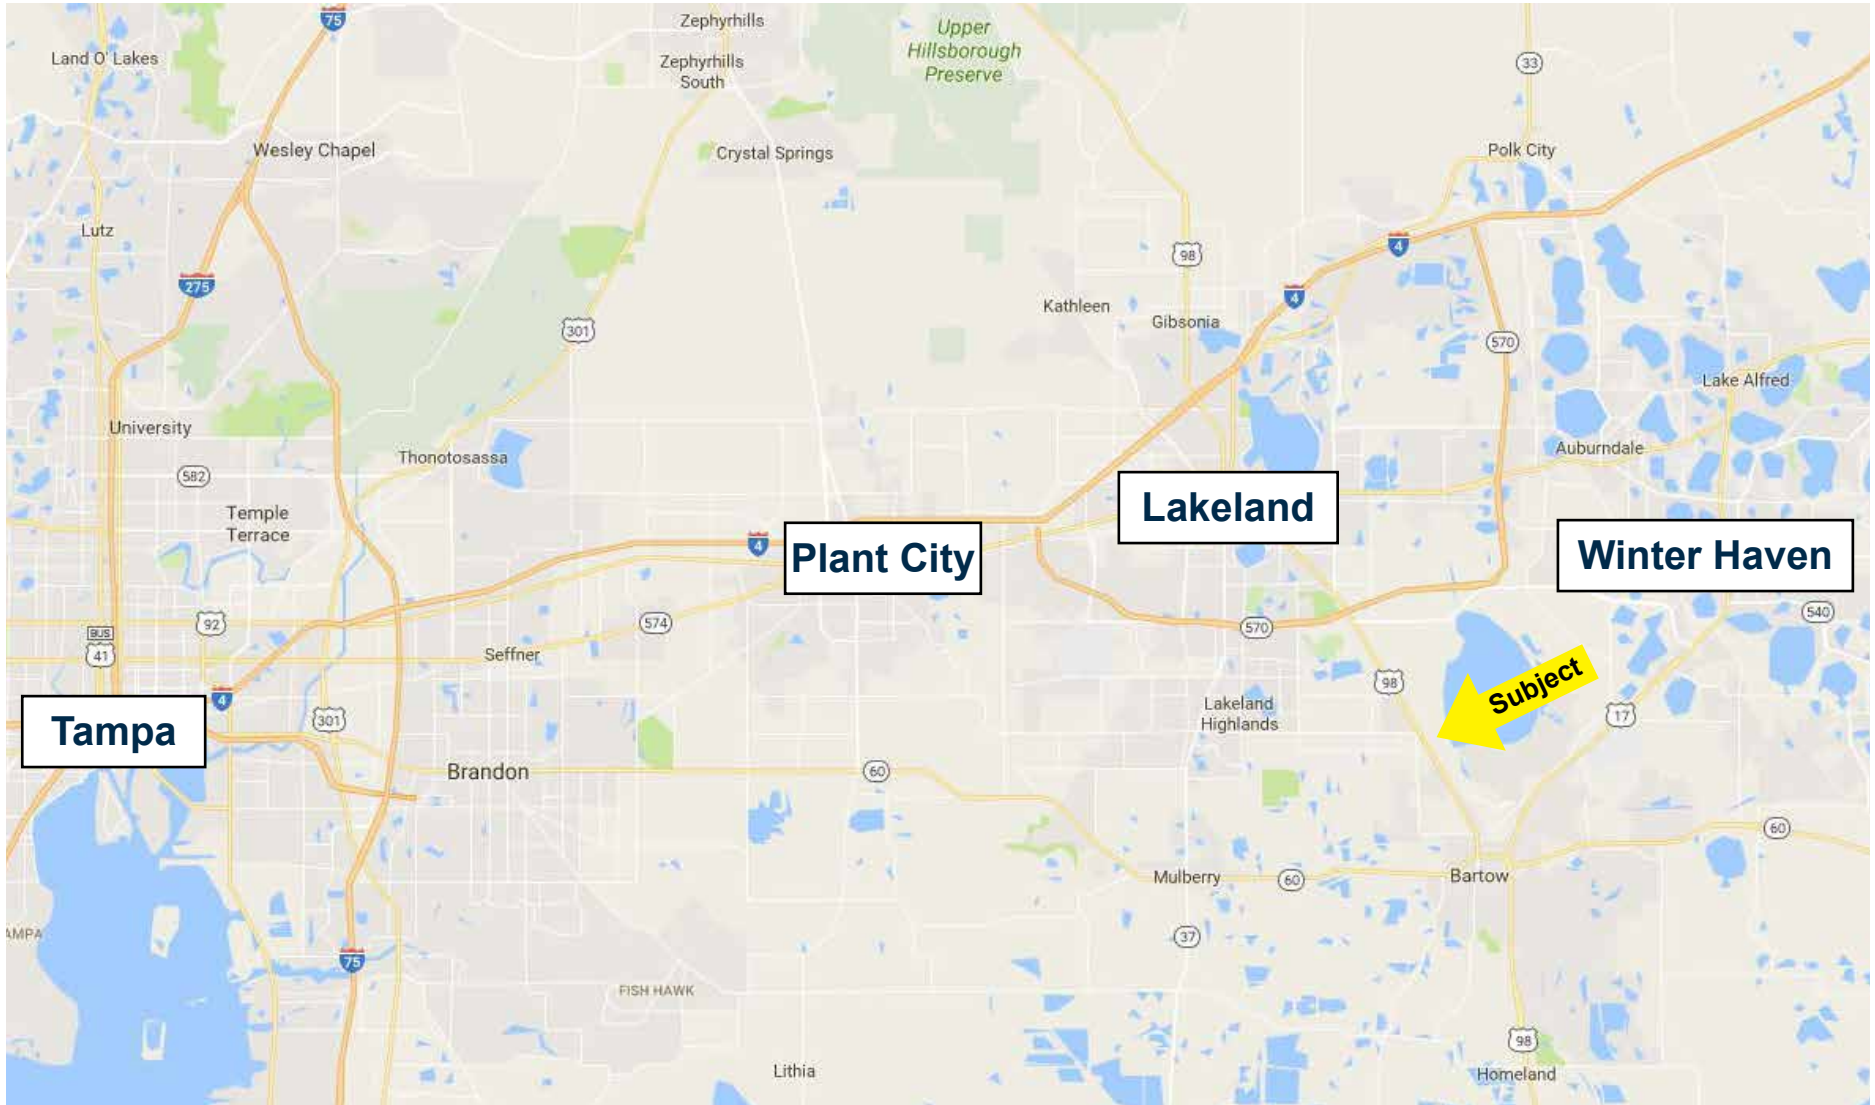 75
Zephyrhills
Upper
Hillsborough
Preserve
Land O' Lakes
Zephyrhills
South
33
Wesley Chapel
Crystal Springs
Polk City
Lutz
98
4
275
4
Kathleen
Gibsonia
301
570
Lake Alfred
University
Thonotosassa
Auburndale
582
Temple
Terrace
Lakeland
4
Plant City
Winter Haven
92
574
570
540
BUS
41
Seffner
98
Subject
4
301
Tampa
Lakeland
Highlands
17
Brandon
60
60
Mulberry
60
Bartow
AMPA
37
75
FISH HAWK
98
Lithia
Homeland